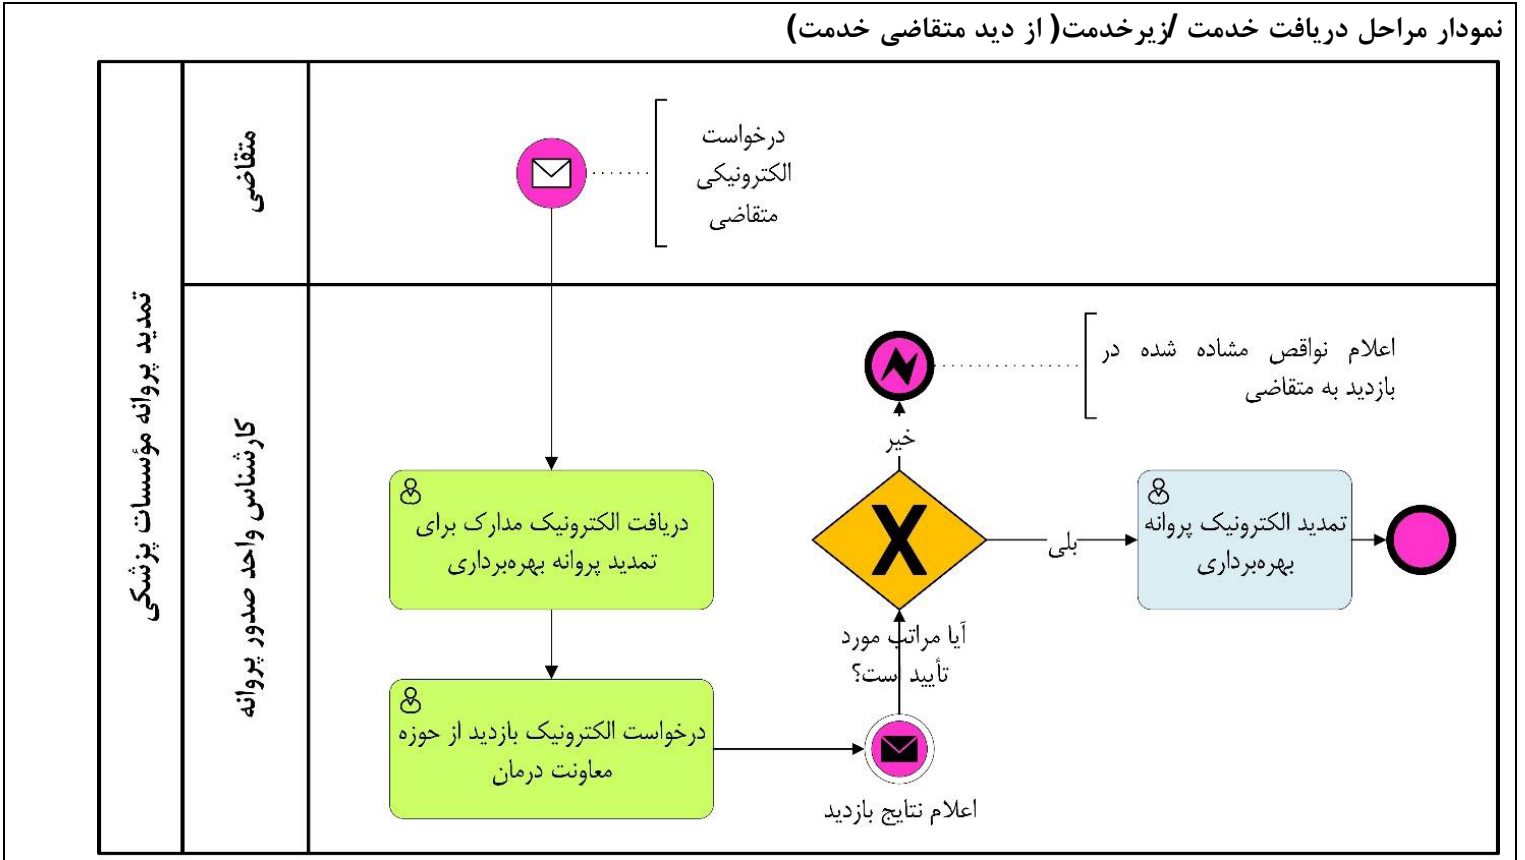 نمودار مراحل دریافت خدمت /زیرخدمت( از دید متقاضی خدمت)
تمدید پروانه مؤسسات پزشکی
متقاضی
درخواست
الکترونیکی
متقاضی
کارشناس واحد صدور پروانه
اعلام نواقص مشاده شده در
بازدید به متقاضی
خیر
دریافت الکترونیک مدارک برای
تمدید پروانه بهره‌برداری
بلی
تمدید الکترونیک پروانه
بهره‌برداری
آیا مراتب مورد
تأیید است؟
درخواست الکترونیک بازدید از حوزه
معاونت درمان
اعلام نتایج بازدید